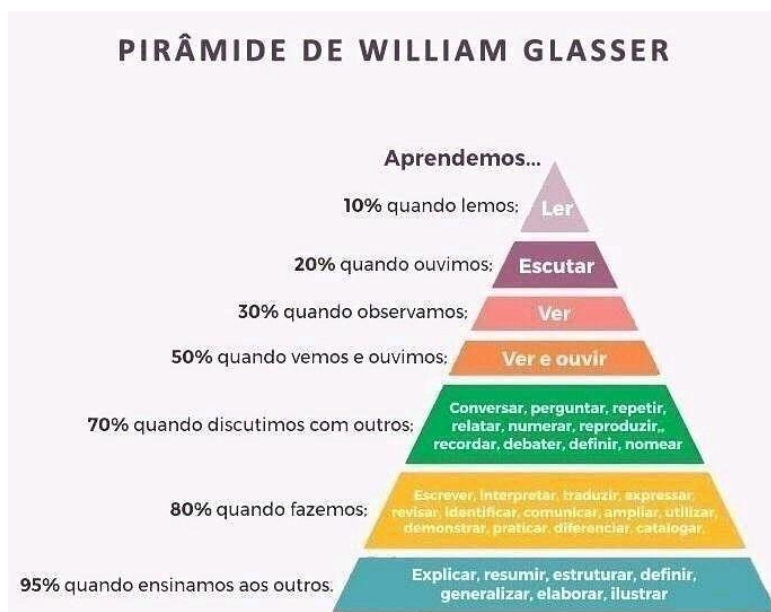 PIRÂMIDE DE WILLIAM GLASSER
Aprendemos...
10% quando lemos;
Ler
20% quando ouvimos;
Escutar
30% quando observamos;
Ver
50% quando vemos e ouvimos;
Ver e ouvir
70% quando discutimos com outros;
Conversar, perguntar, repetir,
relatar, numerar, reproduzir,,
recordar, debater, definir, nomear
80% quando fazemos;
Escrever, interpretar, traduzir, expressar,
revisar, identificar, comunicar, ampliar, utilizar,
demonstrar, praticar, diferenciar, catalogar,
95% quando ensinamos aos outros.
Explicar, resumir, estruturar, definir,
generalizar, elaborar, ilustrar